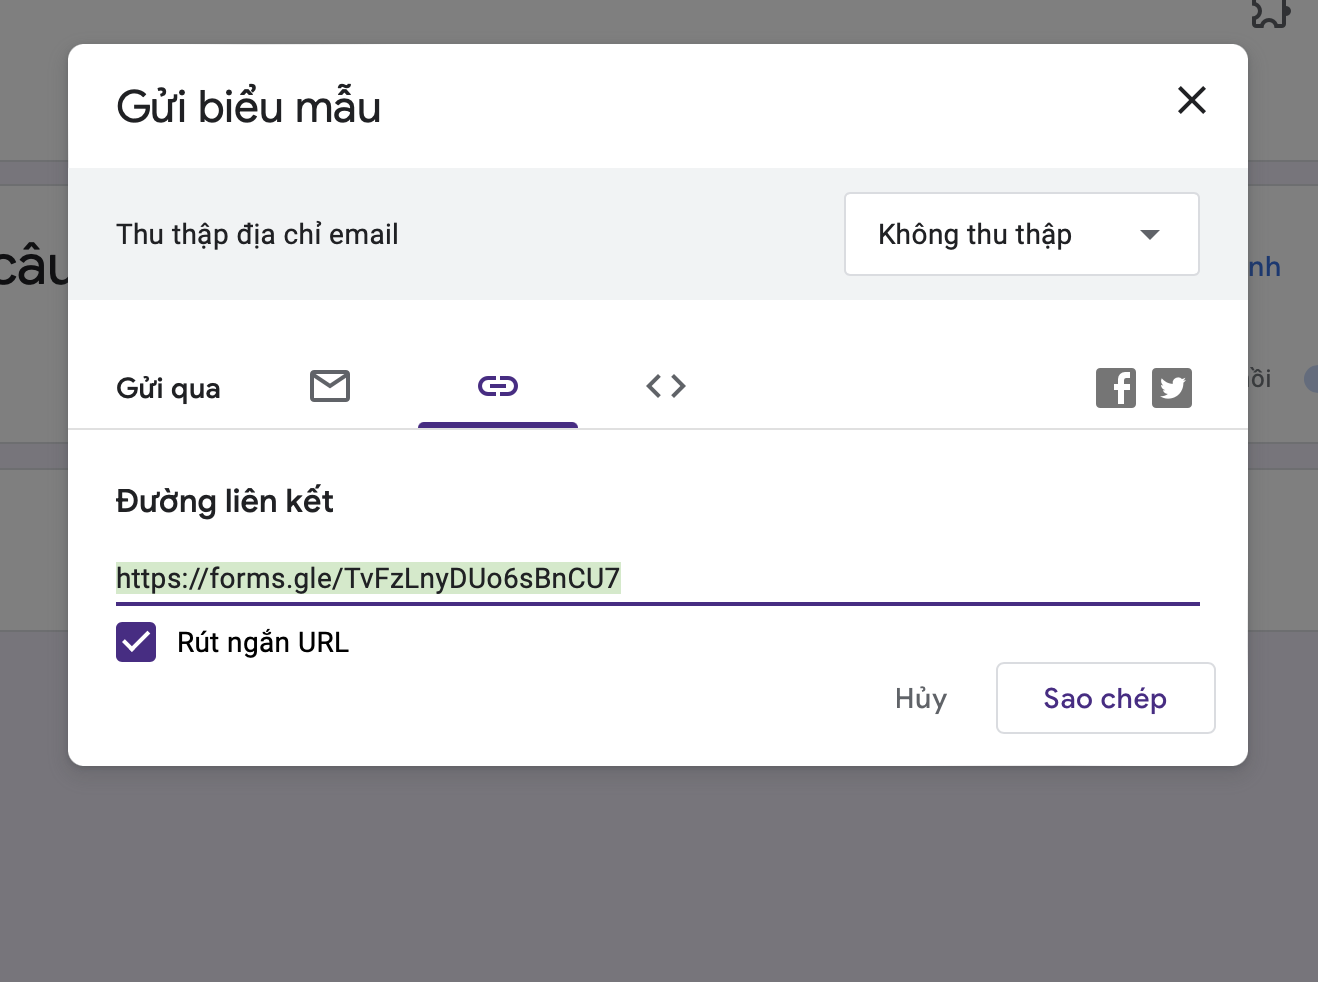 Gửi biểu mẫu
Thu thập địa chỉ email
Không thu thập
câu
nh
Gửi qua
ồi
Đường liên kết
https://forms.gle/TvFzLnyDUo6sBnCU7
Rút ngắn URL
Hủy
Sao chép